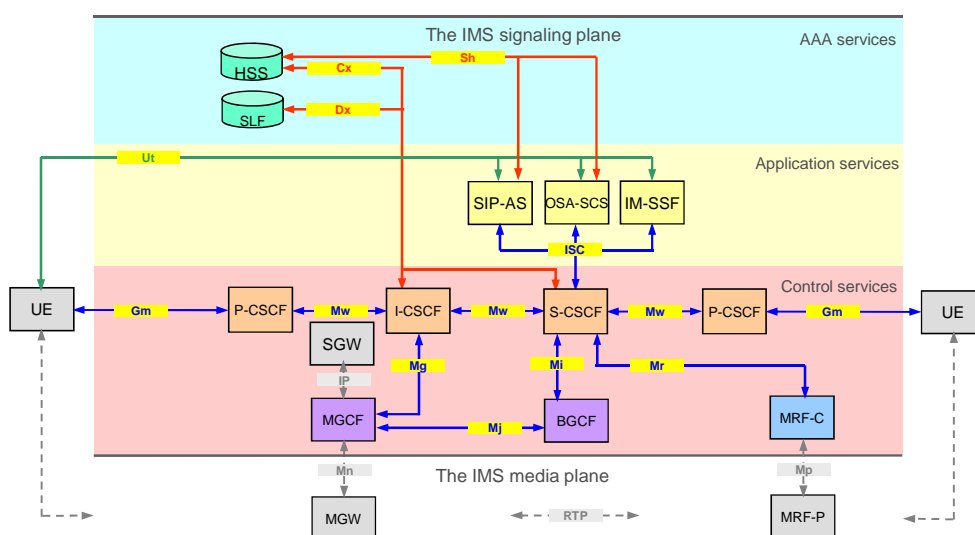 The IMS signaling plane
AAA services
Sh
HSS
Cx
Dx
SLF
Ut
Application services
SIP-AS
OSA-SCS
IM-SSF
ISC
Control services
UE
Gm
P-CSCF
Mw
I-CSCF
Mw
S-CSCF
Mw
P-CSCF
Gm
UE
SGW
Mg
Mi
Mr
IP
MGCF
Mj
BGCF
MRF-C
Mn
The IMS media plane
Mp
MGW
RTP
MRF-P